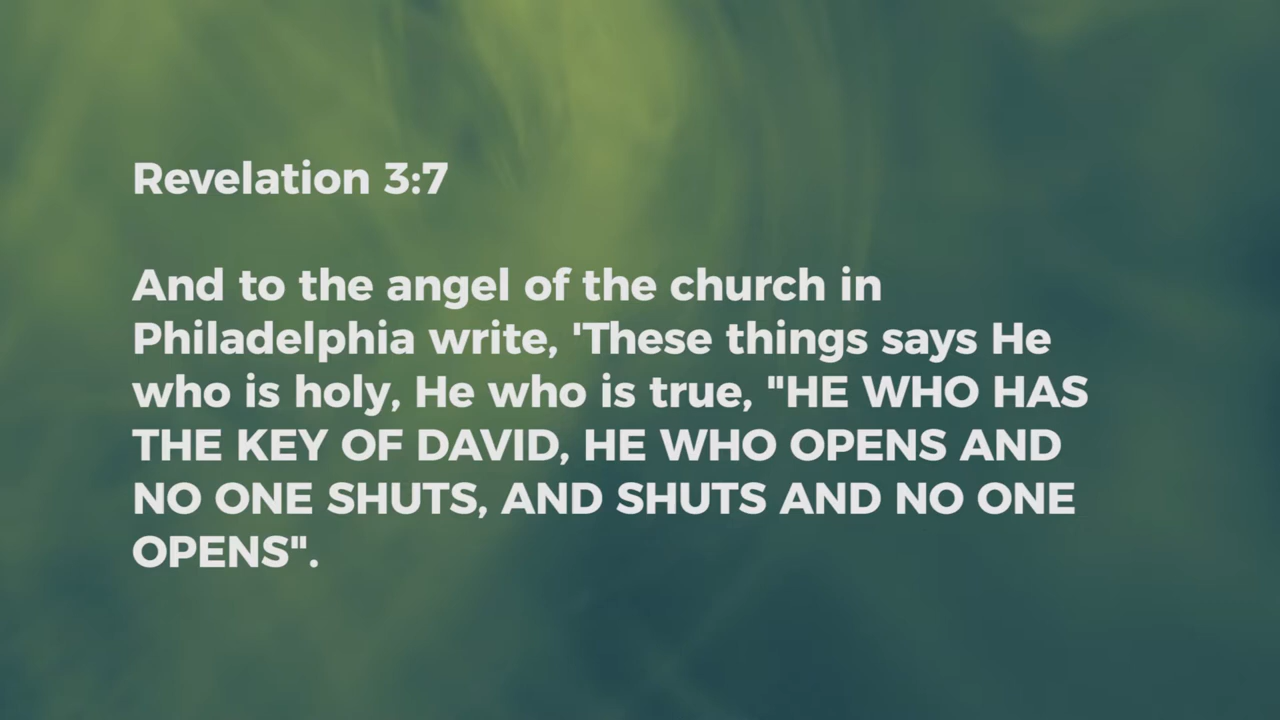 Revelation 3:7
And to the angel of the church in
Philadelphia write, 'These things says He
who is holy, He who is true, "HE WHO HAS
THE KEY OF DAVID, HE WHO OPENS AND
NO ONE SHUTS, AND SHUTS AND NO ONE
OPENS".